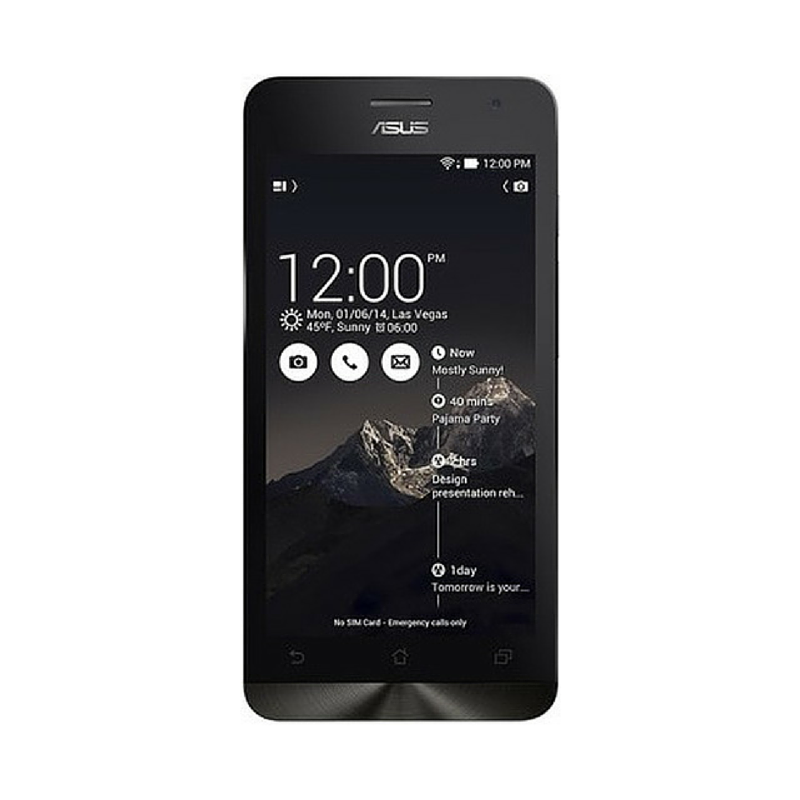 ASUS
12:00 PM
12:00 PM
Mon, 01/06/14, Las Vegas
45ºF, Sunny 06:00
Now
Mostly Sunny!
40 mins
Pajama Party
hrs
Design
presentation reh...
1day
Tomorrow is your...
No SIM Card - Emergency calls only